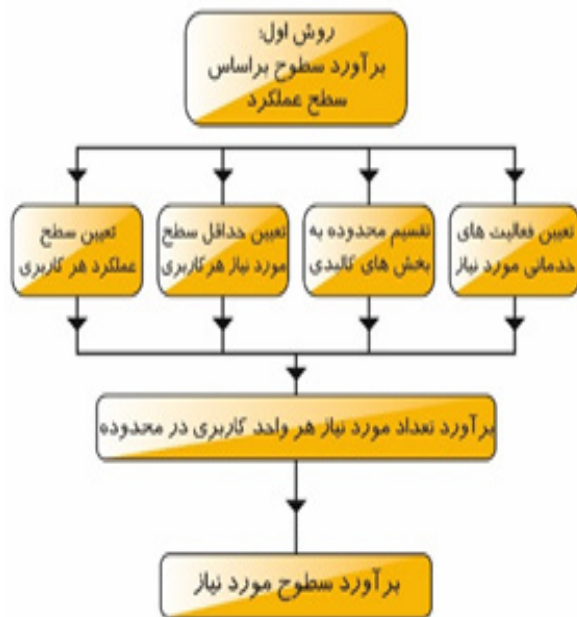 روش اول:
برآورد سطوح براساس
سطح عملکرد
تعیین فعالیت های
خدماتی مورد نیاز
تقسیم محدوده به
بخش های کالبدی
تعیین حداقل سطح
مورد نیاز هرکاربری
تعیین سطح
عملکرد هر کاربری
برآورد تعداد مورد نیاز هر واحد کاربری در محدوده
برآورد سطوح مورد نیاز